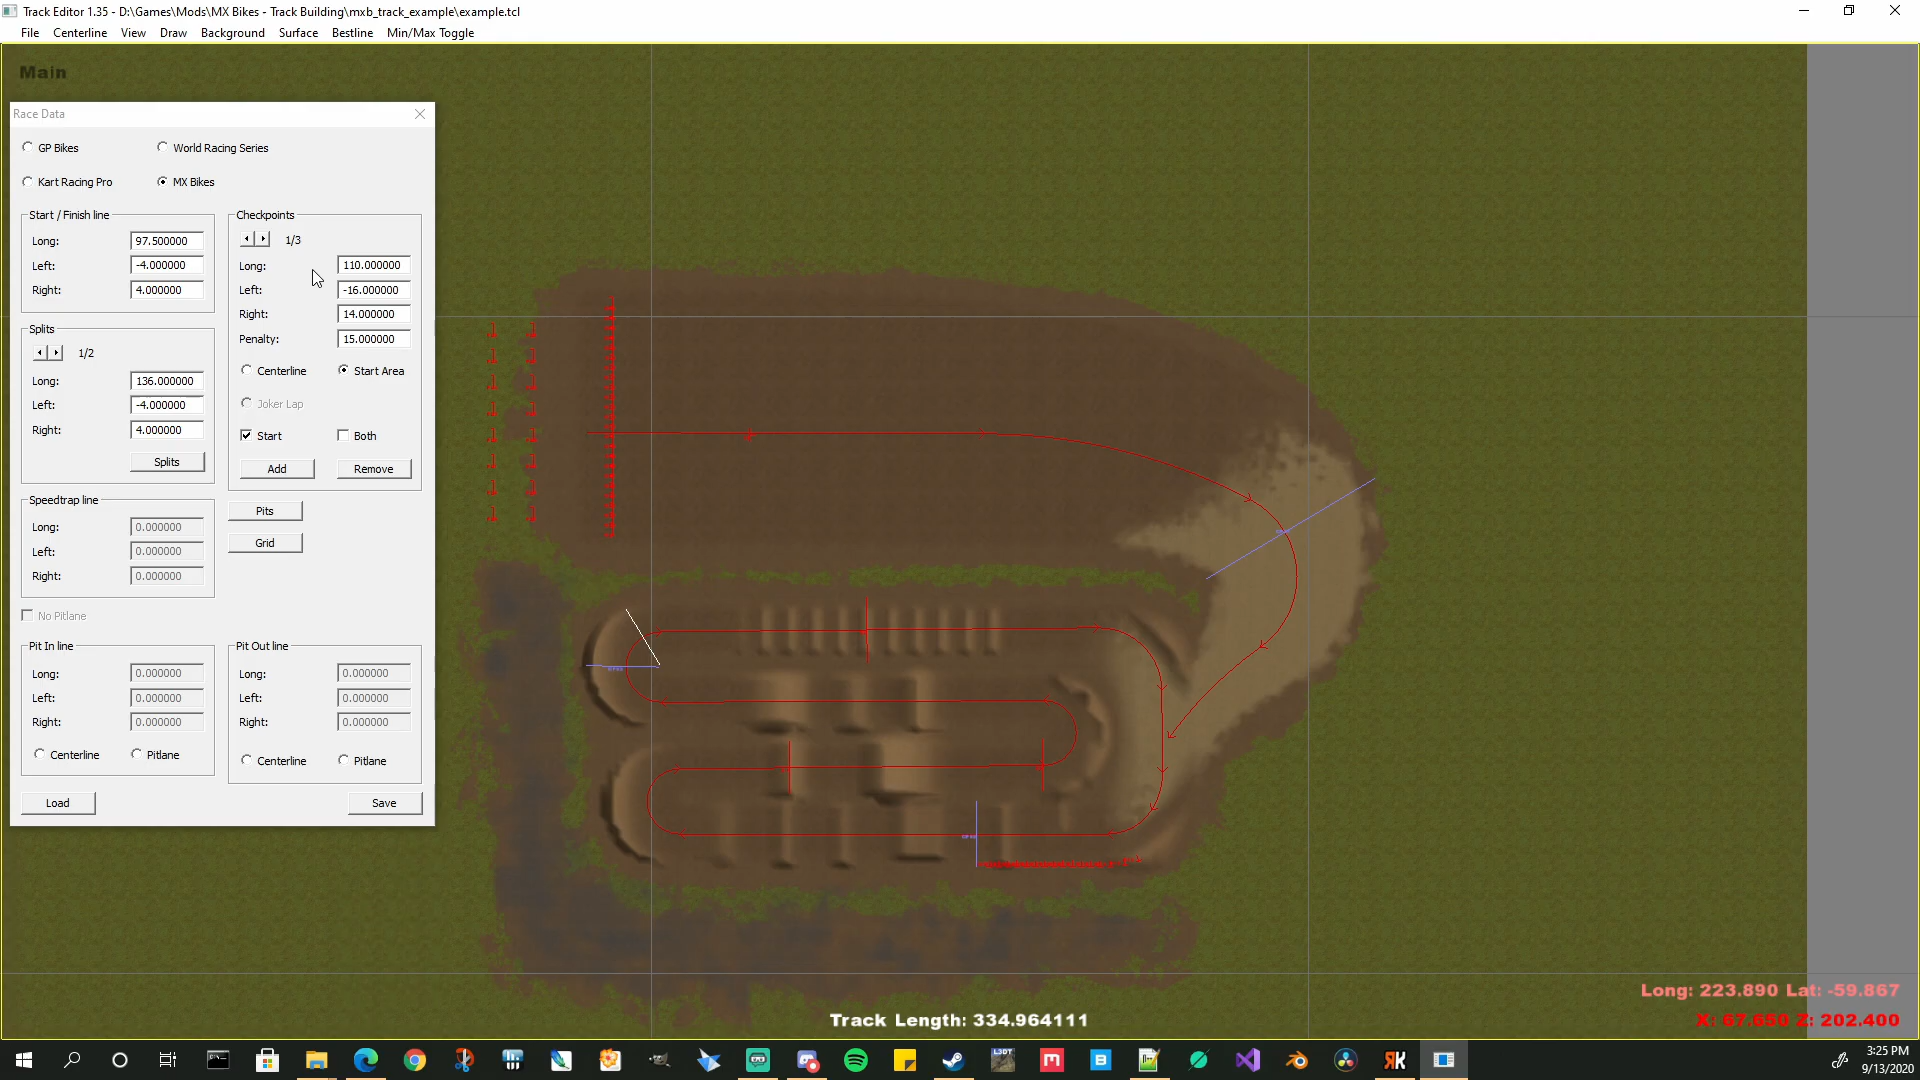 Track Editor 1.35 - D:\Games\Mods\MX Bikes - Track Building\mxb_track_example\example.tcl
File Centerline View Draw Background Surface Bestline Min/Max Toggle
Main
Race Data
GP Bikes World Racing Series
Kart Racing Pro MX Bikes
Start / Finish line
Long: 97.500000
Left: -4.000000
Right: 4.000000
Splits
1/2
Long: 136.000000
Left: -4.000000
Right: 4.000000
Splits
Speedtrap line
Long: 0.000000
Left: 0.000000
Right: 0.000000
No Pitlane
Pit In line
Long: 0.000000
Left: 0.000000
Right: 0.000000
Centerline Pitlane
Load
Checkpoints
1/3
Long: 110.000000
Left: -16.000000
Right: 14.000000
Penalty: 15.000000
Centerline Start Area
Joker Lap
Start Both
Add Remove
Pits
Grid
Pit Out line
Long: 0.000000
Left: 0.000000
Right: 0.000000
Centerline Pitlane
Save
Long: 223.890 Lat: -59.867
X: 67.650 Z: 202.400
Track Length: 334.964111
L3DT
3:25 PM
9/13/2020